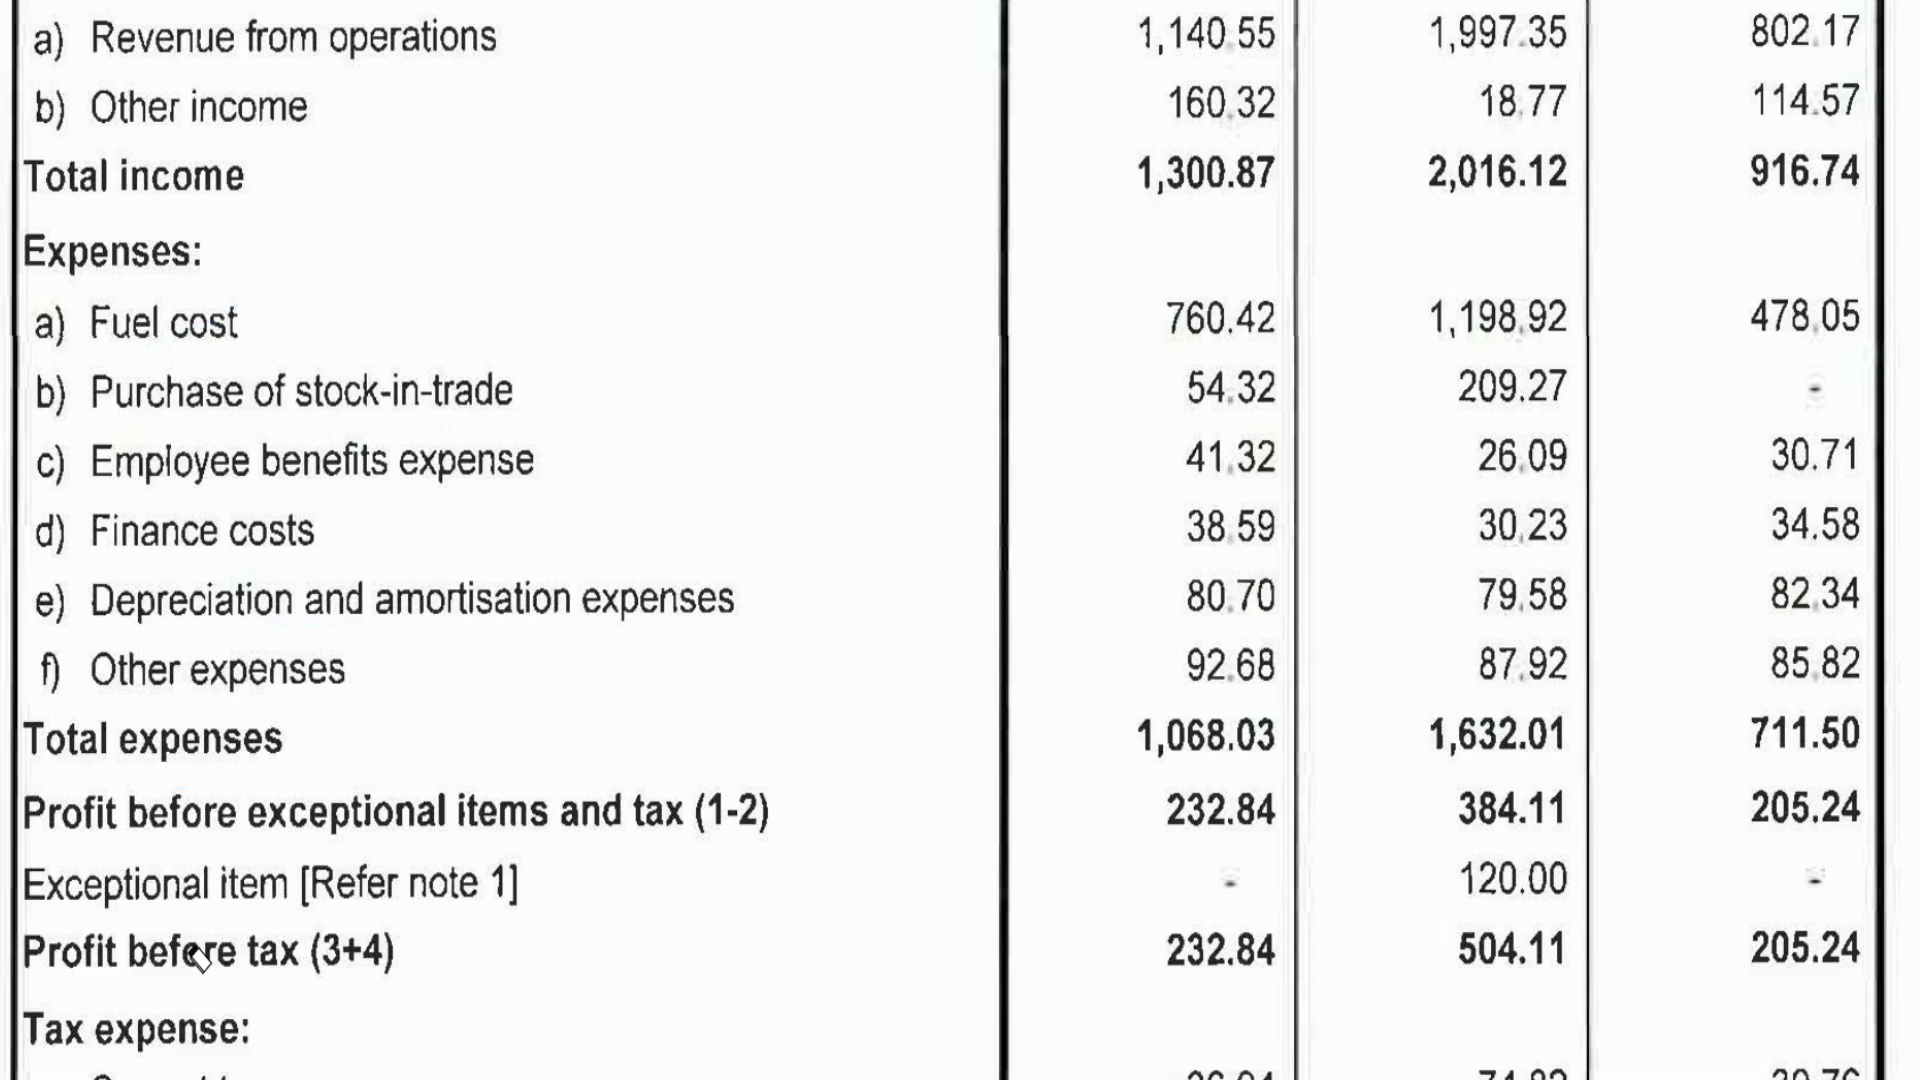 a) Revenue from operations 1,140.55 1,997.35 802.17
b) Other income 160.32 18.77 114.57
Total income 1,300.87 2,016.12 916.74
Expenses:
a) Fuel cost 760.42 1,198.92 478.05
b) Purchase of stock-in-trade 54.32 209.27 -
c) Employee benefits expense 41.32 26.09 30.71
d) Finance costs 38.59 30.23 34.58
e) Depreciation and amortisation expenses 80.70 79.58 82.34
f) Other expenses 92.68 87.92 85.82
Total expenses 1,068.03 1,632.01 711.50
Profit before exceptional items and tax (1-2) 232.84 384.11 205.24
Exceptional item [Refer note 1] - 120.00 -
Profit before tax (3+4) 232.84 504.11 205.24
Tax expense: